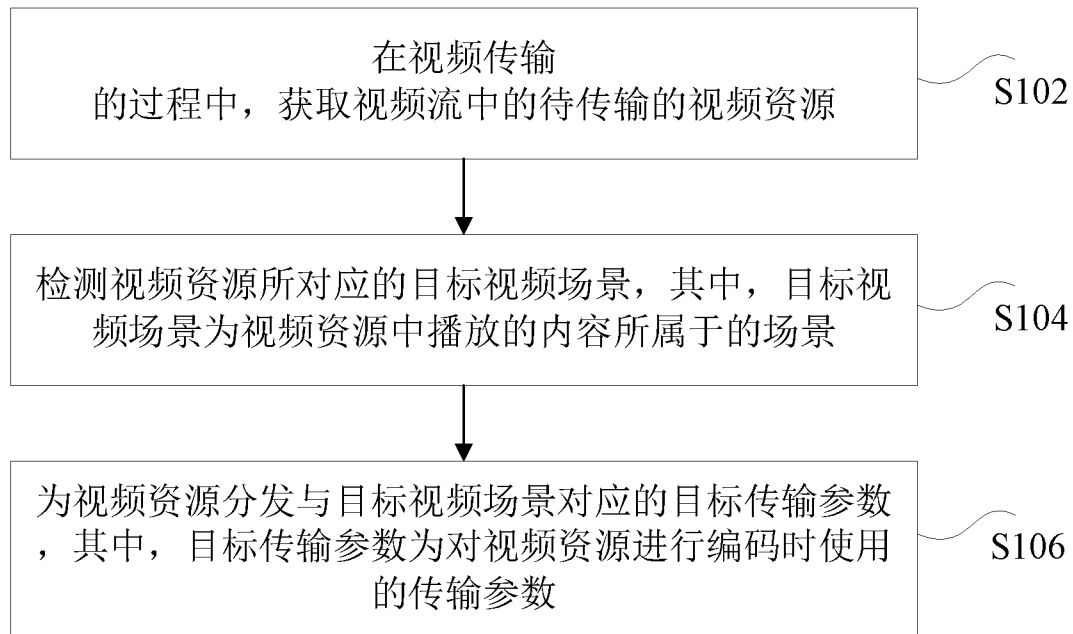 在视频传输
的过程中，获取视频流中的待传输的视频资源
S102
检测视频资源所对应的目标视频场景，其中，目标视
频场景为视频资源中播放的内容所属于的场景
S104
为视频资源分发与目标视频场景对应的目标传输参数
，其中，目标传输参数为对视频资源进行编码时使用
的传输参数
S106